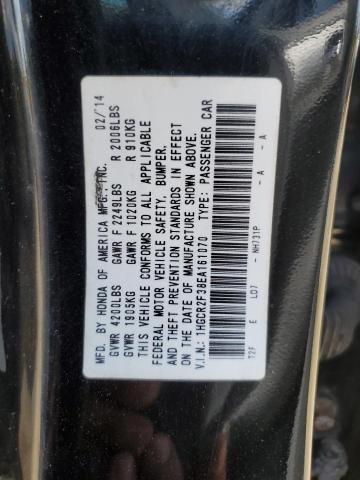 MFD. BY HONDA OF AMERICA MFG., INC. 02/'14
GVWR 4200LBS GAWR F 2249LBS R 2006LBS
GVWR 1905KG GAWR F 1020KG R 910KG
THIS VEHICLE CONFORMS TO ALL APPLICABLE
FEDERAL MOTOR VEHICLE SAFETY, BUMPER,
AND THEFT PREVENTION STANDARDS IN EFFECT
ON THE DATE OF MANUFACTURE SHOWN ABOVE.
V.I.N.: 1HGCR2F38EA161070 TYPE: PASSENGER CAR
T2F E LD7 NH731P - A - A